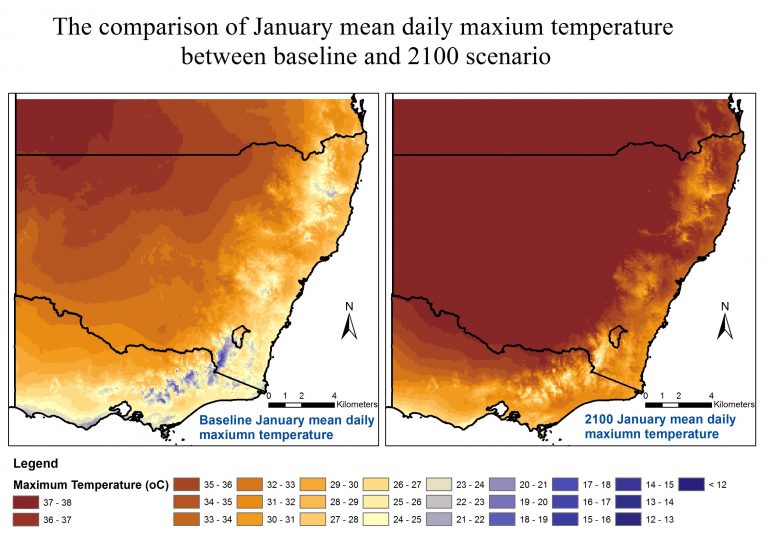 The comparison of January mean daily maxium temperature
between baseline and 2100 scenario
N
0 1 2 4
Kilometers
Baseline January mean daily
maxiumn temperature
N
0 1 2 4
Kilometers
2100 January mean daily
maxiumn temperature
Legend
Maximum Temperature (oC)
37 - 38
36 - 37
35 - 36
34 - 35
33 - 34
32 - 33
31 - 32
30 - 31
29 - 30
28 - 29
27 - 28
26 - 27
25 - 26
24 - 25
23 - 24
22 - 23
21 - 22
20 - 21
19 - 20
18 - 19
17 - 18
16 - 17
15 - 16
14 - 15
13 - 14
12 - 13
< 12